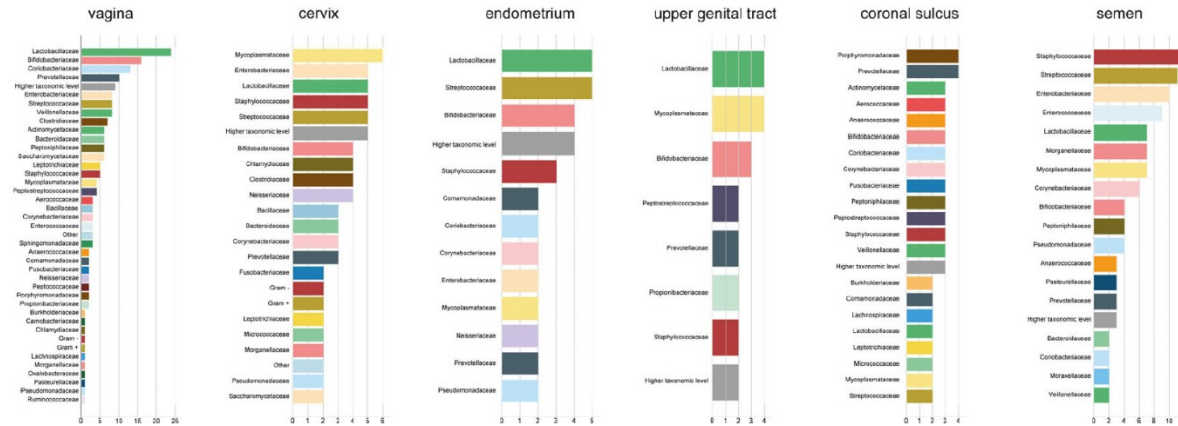 vagina
Lactobacillaceae
Bifidobacteriaceae
Coriobacteriaceae
Prevotellaceae
Higher taxonomic level
Enterobacteriaceae
Streptococcaceae
Veillonellaceae
Clostridiaceae
Actinomycetaceae
Bacteroidaceae
Peptoniphilaceae
Saccharomycetaceae
Leptotrichiaceae
Staphylococcaceae
Mycoplasmataceae
Peptostreptococcaceae
Aerococcaceae
Bacillaceae
Corynebacteriaceae
Enterococcaceae
Other
Sphingomonadaceae
Anaerococcaceae
Comamonadaceae
Fusobacteriaceae
Neisseriaceae
Peptococcaceae
Porphyromonadaceae
Propionibacteriaceae
Burkholderiaceae
Carnobacteriaceae
Chlamydiaceae
Gram -
Gram +
Lachnospiraceae
Morganellaceae
Oxalobacteraceae
Pasteurellaceae
Pseudomonadaceae
Ruminococcaceae
0 5 10 15 20 25
cervix
Mycoplasmataceae
Enterobacteriaceae
Lactobacillaceae
Staphylococcaceae
Streptococcaceae
Higher taxonomic level
Bifidobacteriaceae
Chlamydiaceae
Clostridiaceae
Neisseriaceae
Bacillaceae
Bacteroidaceae
Corynebacteriaceae
Prevotellaceae
Fusobacteriaceae
Gram -
Gram +
Leptotrichiaceae
Micrococcaceae
Morganellaceae
Other
Pseudomonadaceae
Saccharomycetaceae
0 1 2 3 4 5 6
endometrium
Lactobacillaceae
Streptococcaceae
Bifidobacteriaceae
Higher taxonomic level
Staphylococcaceae
Comamonadaceae
Coriobacteriaceae
Corynebacteriaceae
Enterobacteriaceae
Mycoplasmataceae
Neisseriaceae
Prevotellaceae
Pseudomonadaceae
0 1 2 3 4 5
upper genital tract
Lactobacillaceae
Mycoplasmataceae
Bifidobacteriaceae
Peptostreptococcaceae
Prevotellaceae
Propionibacteriaceae
Staphylococcaceae
Higher taxonomic level
0 1 2 3 4
coronal sulcus
Porphyromonadaceae
Prevotellaceae
Actinomycetaceae
Aerococcaceae
Anaerococcaceae
Bifidobacteriaceae
Coriobacteriaceae
Corynebacteriaceae
Fusobacteriaceae
Peptoniphilaceae
Peptostreptococcaceae
Staphylococcaceae
Veillonellaceae
Higher taxonomic level
Burkholderiaceae
Comamonadaceae
Lachnospiraceae
Lactobacillaceae
Leptotrichiaceae
Micrococcaceae
Mycoplasmataceae
Streptococcaceae
0 1 2 3 4
semen
Staphylococcaceae
Streptococcaceae
Enterobacteriaceae
Enterococcaceae
Lactobacillaceae
Morganellaceae
Mycoplasmataceae
Corynebacteriaceae
Bifidobacteriaceae
Peptoniphilaceae
Pseudomonadaceae
Anaerococcaceae
Pasteurellaceae
Prevotellaceae
Higher taxonomic level
Bacteroidaceae
Coriobacteriaceae
Moraxellaceae
Veillonellaceae
0 2 4 6 8 10